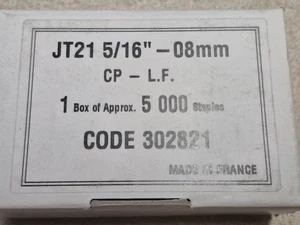 JT21 5/16"-08mm
CP - L.F.
1 Box of Approx. 5 000 Staples
CODE 302821
MADE IN FRANCE